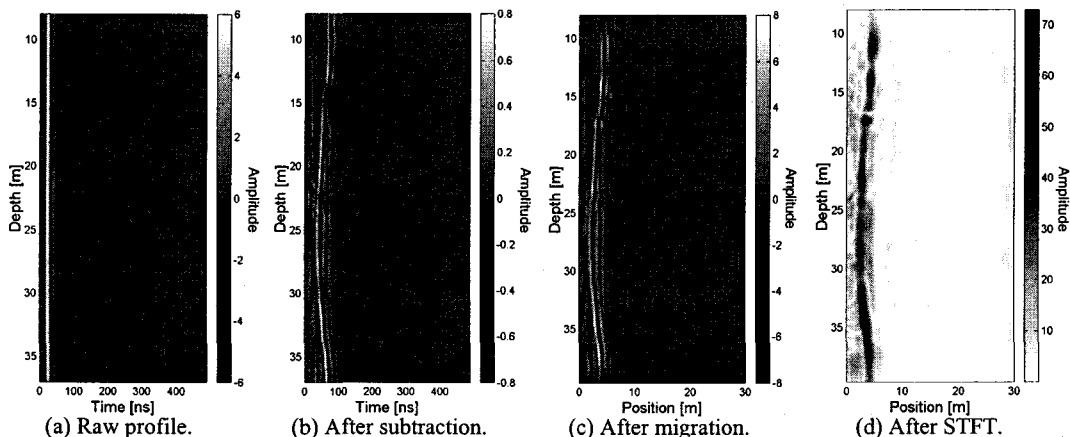 6
4
2
0
-2
-4
-6
Amplitude
10
15
20
25
30
35
Depth [m]
0 100 200 300 400
Time [ns]
(a) Raw profile.
0.8
0.6
0.4
0.2
0
-0.2
-0.4
-0.6
-0.8
Amplitude
10
15
20
25
30
35
Depth [m]
0 100 200 300 400
Time [ns]
(b) After subtraction.
8
6
4
2
0
-2
-4
-6
-8
Amplitude
10
15
20
25
30
35
Depth [m]
0 10 20 30
Position [m]
(c) After migration.
70
60
50
40
30
20
10
Amplitude
10
15
20
25
30
35
Depth [m]
0 10 20 30
Position [m]
(d) After STFT.